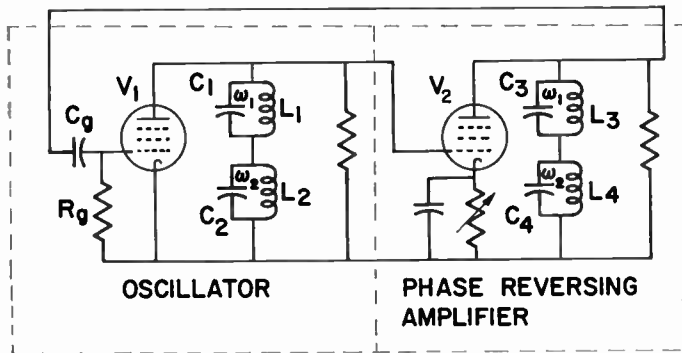 V1
C1
ω1
L1
V2
C3
ω1
L3
Cg
Rg
ω2
L2
C2
ω2
L4
C4
OSCILLATOR
PHASE REVERSING
AMPLIFIER